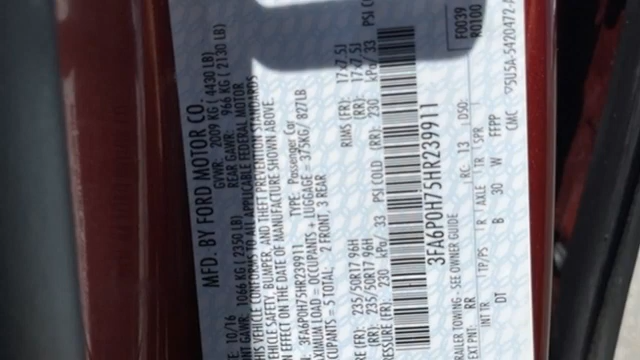 MFD. BY FORD MOTOR CO
10/16 GVWR: 2009 KG ( 4430 LB)
GAWR: 1066 KG ( 2350 LB) REAR GAWR: 966 KG ( 2130 LB)
THIS VEHICLE CONFORMS TO ALL APPLICABLE FEDERAL MOTOR
VEHICLE SAFETY, BUMPER, AND THEFT PREVENTION STANDARDS
IN EFFECT ON THE DATE OF MANUFACTURE SHOWN ABOVE.
3FA6P0H75HR239911 TYPE: Passenger Car
MAXIMUM LOAD = OCCUPANTS + LUGGAGE = 375KG/ 827LB
OCCUPANTS = 5 TOTAL: 2 FRONT 3 REAR
235/50R17 96H RIMS (FR): 17x7.5J
235/50R17 96H (RR): 17x7.5J
PRESSURE (FR): 230 kPa/ 33 PSI COLD (RR): 230 kPa/ 33 PSI
3FA6P0H75HR239911
TRAILER TOWING - SEE OWNER GUIDE
F0039
R0100
EXT PNT: RR RC: 13 DSO:
INT TR TP/PS R AXLE TR SPR
DT B 30 W FFPP
CMC
5U5A-5420472-